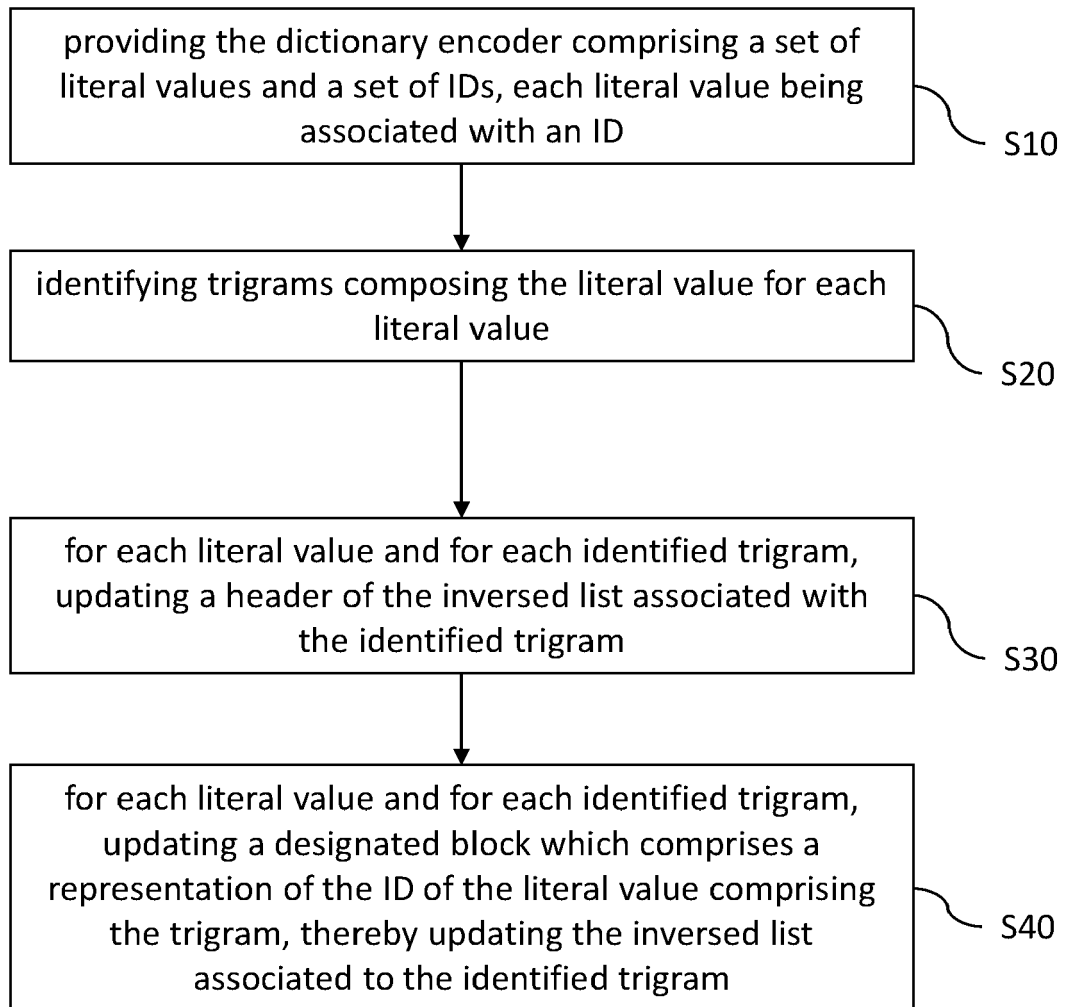 providing the dictionary encoder comprising a set of
literal values and a set of IDs, each literal value being
associated with an ID
S10
identifying trigrams composing the literal value for each
literal value
S20
for each literal value and for each identified trigram,
updating a header of the inversed list associated with
the identified trigram
S30
for each literal value and for each identified trigram,
updating a designated block which comprises a
representation of the ID of the literal value comprising
the trigram, thereby updating the inversed list
associated to the identified trigram
S40